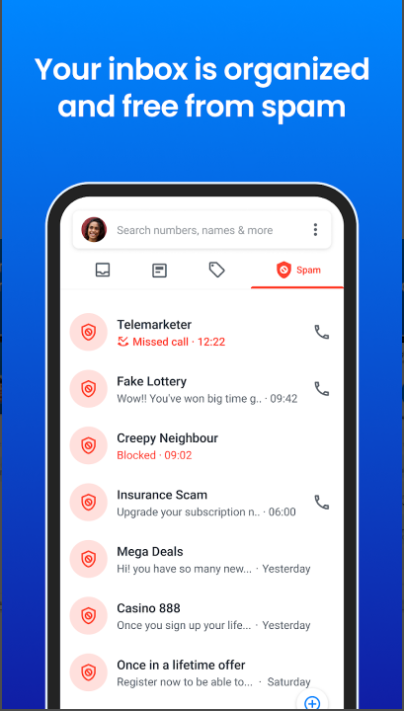 Your inbox is organized
and free from spam
Search numbers, names & more
Spam
Telemarketer
Missed call · 12:22
Fake Lottery
Wow!! You've won big time g.. · 09:42
Creepy Neighbour
Blocked · 09:02
Insurance Scam
Upgrade your subscription n.. · 06:00
Mega Deals
Hi! you have so many new... · Yesterday
Casino 888
Once you sign up your life... · Yesterday
Once in a lifetime offer
Register now to be able to... · Saturday